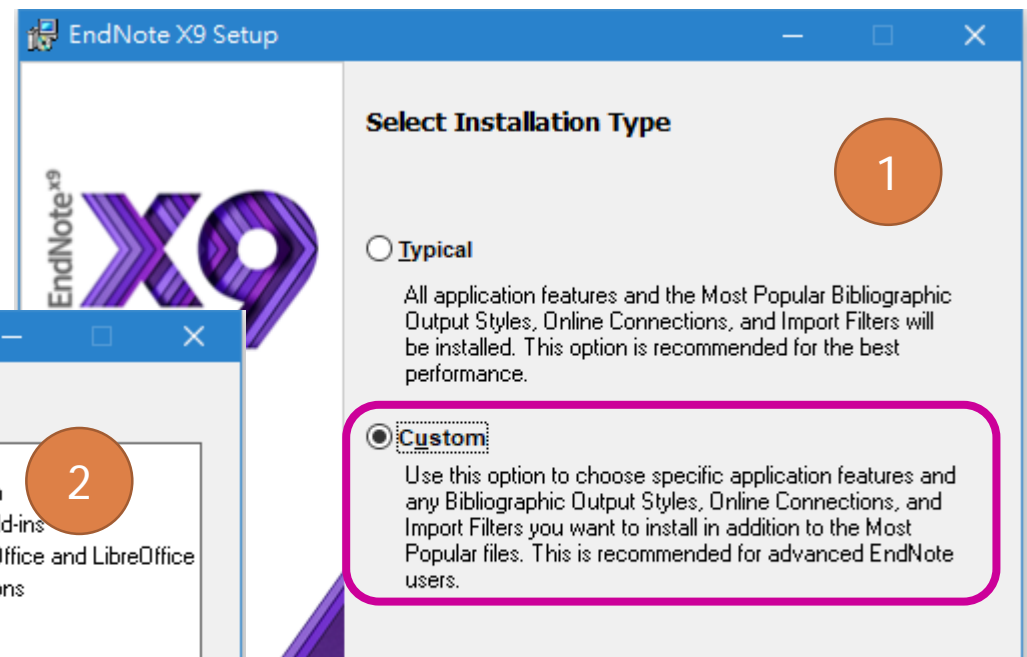 EndNote X9 Setup
Select Installation Type
1
EndNote X9
X9
Typical
All application features and the Most Popular Bibliographic
Output Styles, Online Connections, and Import Filters will
be installed. This option is recommended for the best
performance.
Custom
Use this option to choose specific application features and
any Bibliographic Output Styles, Online Connections, and
Import Filters you want to install in addition to the Most
Popular files. This is recommended for advanced EndNote
users.
2
and LibreOffice